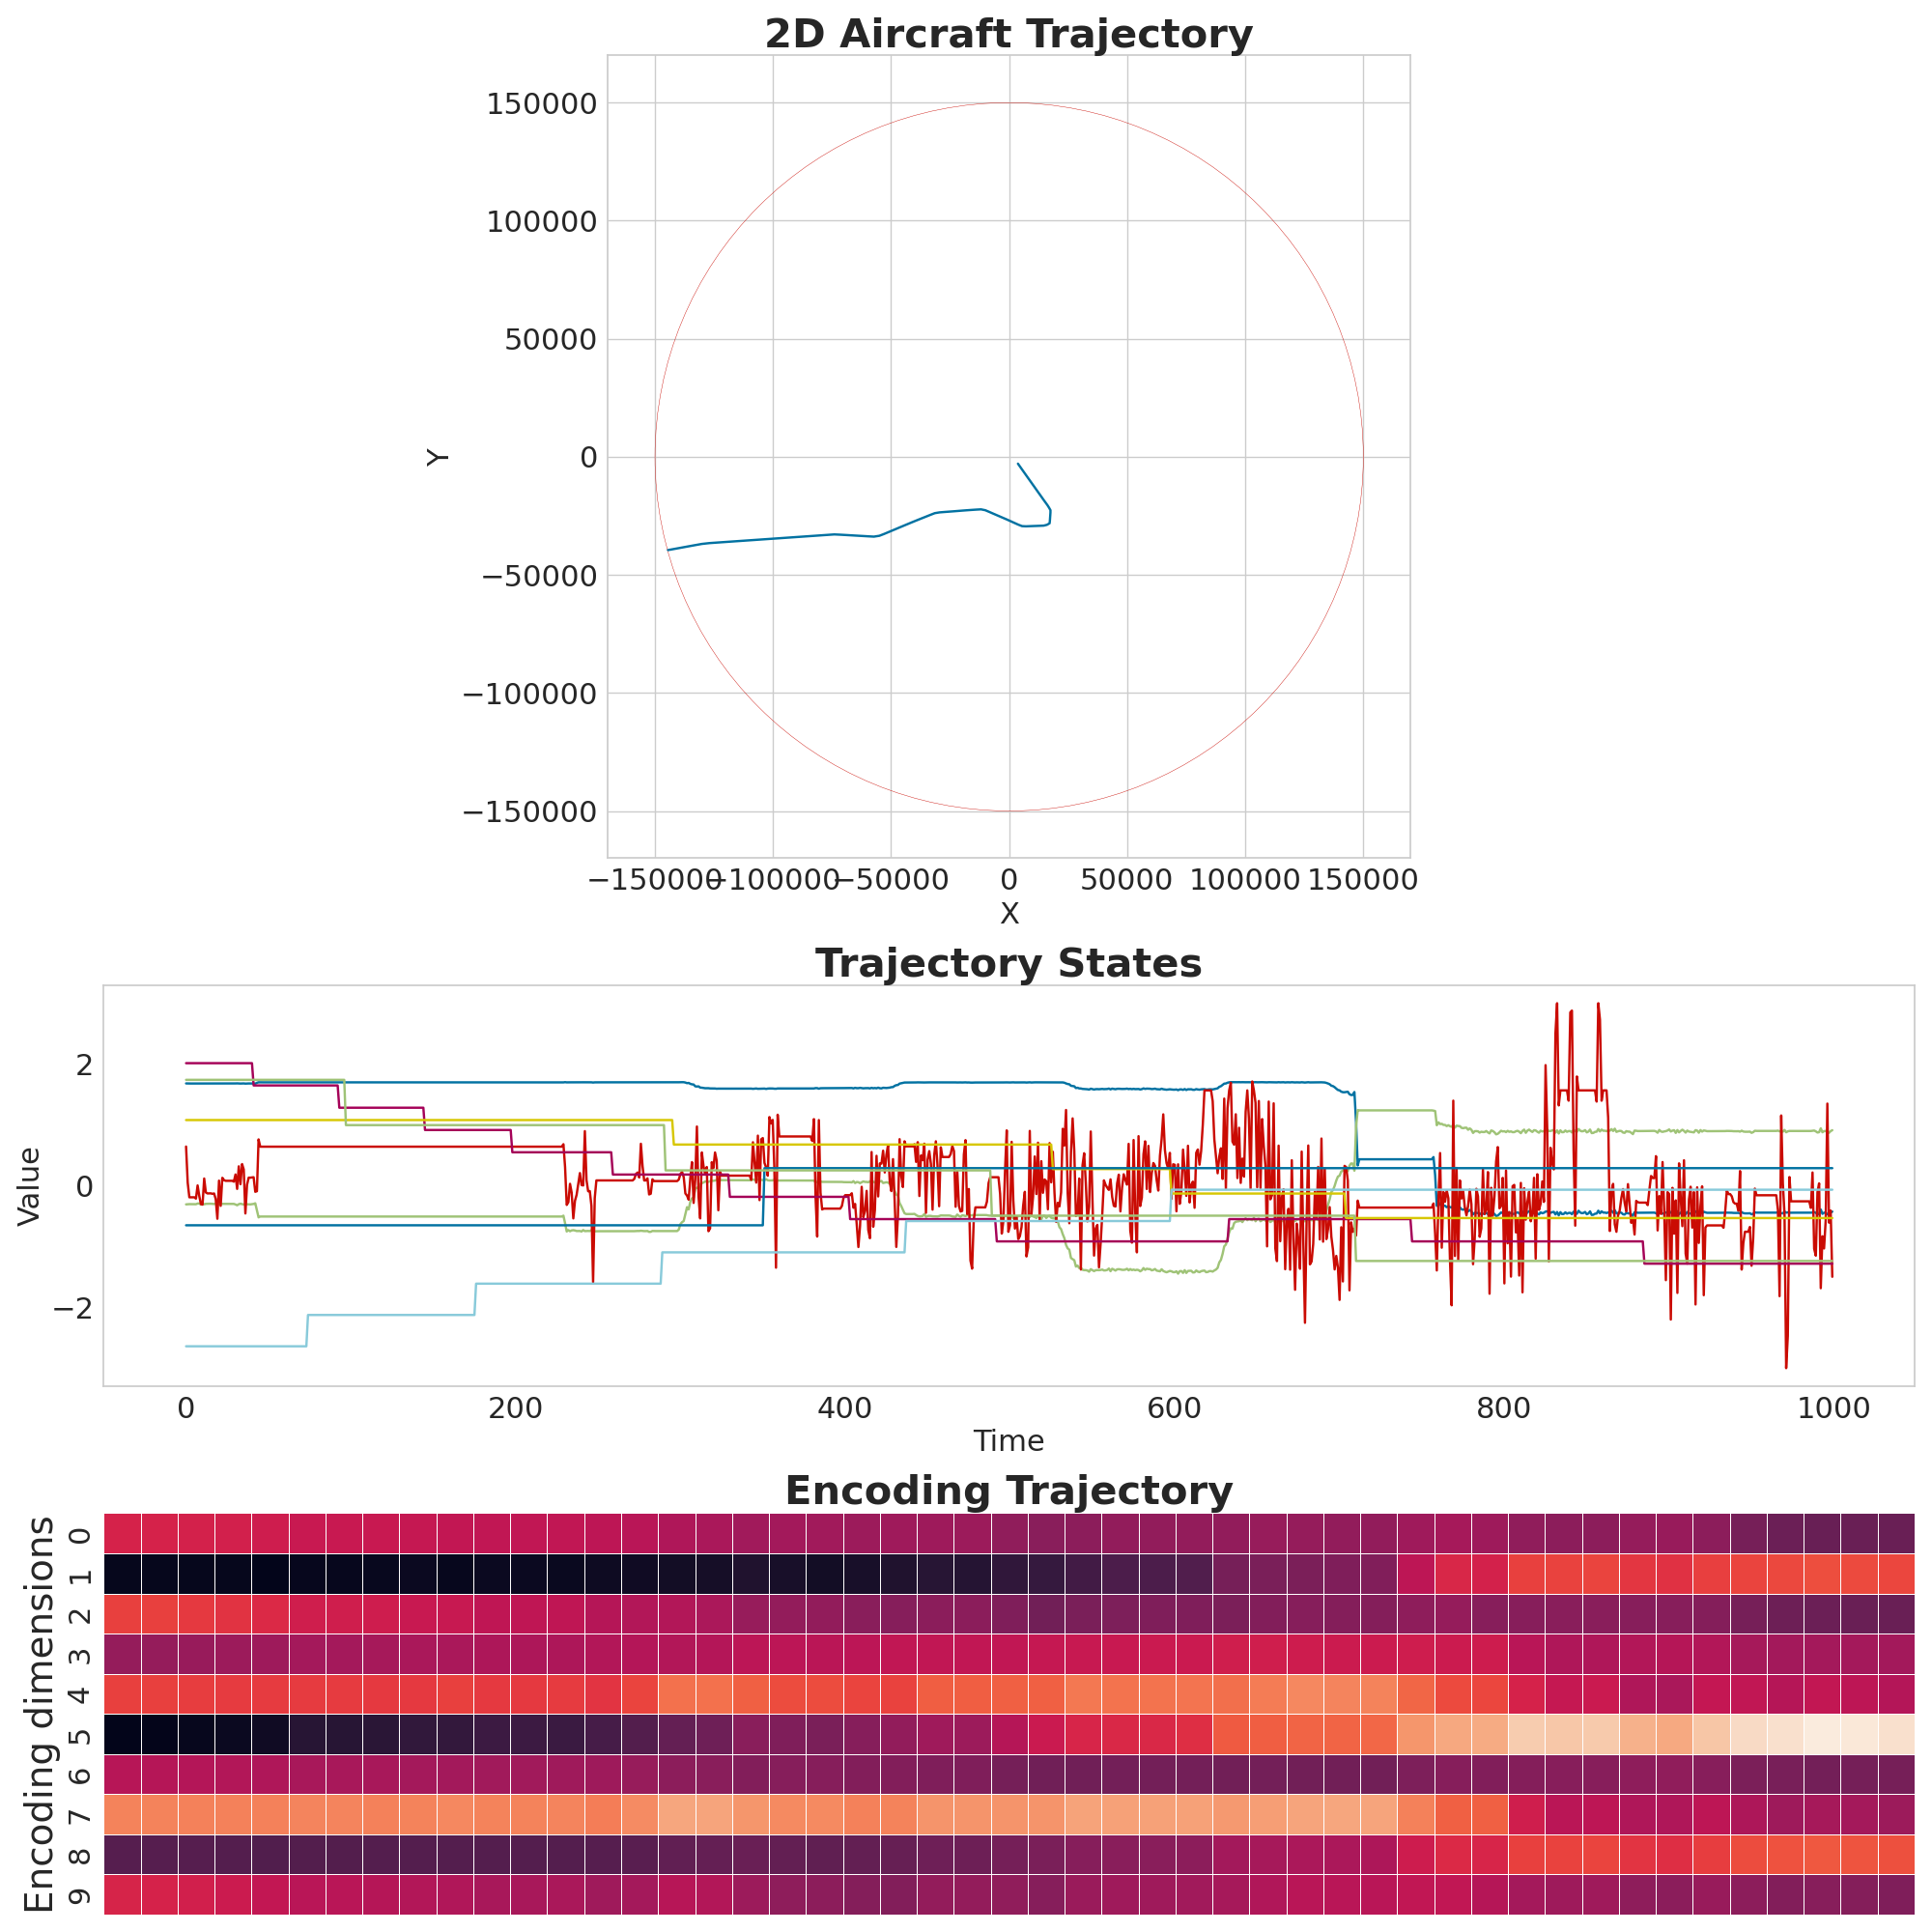 2D Aircraft Trajectory
150000
100000
50000
0
−50000
−100000
−150000
Y
−150000 −100000 −50000 0 50000 100000 150000
X
Trajectory States
2
0
−2
Value
0 200 400 600 800 1000
Time
Encoding Trajectory
Encoding dimensions
0
1
2
3
4
5
6
7
8
9